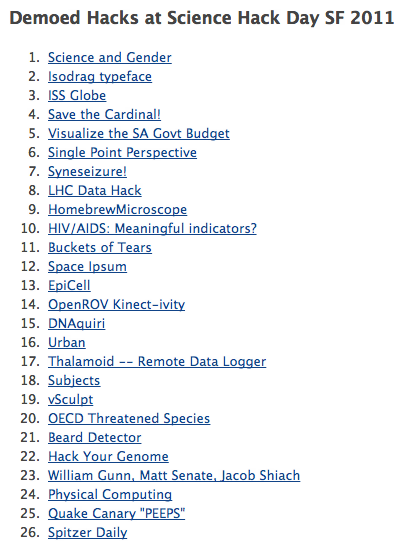 Demoed Hacks at Science Hack Day SF 2011
1. Science and Gender
2. Isodrag typeface
3. ISS Globe
4. Save the Cardinal!
5. Visualize the SA Govt Budget
6. Single Point Perspective
7. Syneseizure!
8. LHC Data Hack
9. HomebrewMicroscope
10. HIV/AIDS: Meaningful indicators?
11. Buckets of Tears
12. Space Ipsum
13. EpiCell
14. OpenROV Kinect-ivity
15. DNAquiri
16. Urban
17. Thalamoid -- Remote Data Logger
18. Subjects
19. vSculpt
20. OECD Threatened Species
21. Beard Detector
22. Hack Your Genome
23. William Gunn, Matt Senate, Jacob Shiach
24. Physical Computing
25. Quake Canary "PEEPS"
26. Spitzer Daily